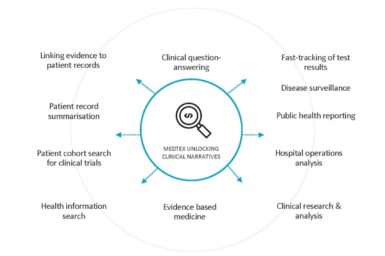 Linking evidence to
patient records
Clinical question-
answering
Fast-tracking of test
results
Disease surveillance
Patient record
summarisation
Public health reporting
</>
MEDTEX UNLOCKING
CLINICAL NARRATIVES
Patient cohort search
for clinical trials
Hospital operations
analysis
Health information
search
Evidence based
medicine
Clinical research &
analysis